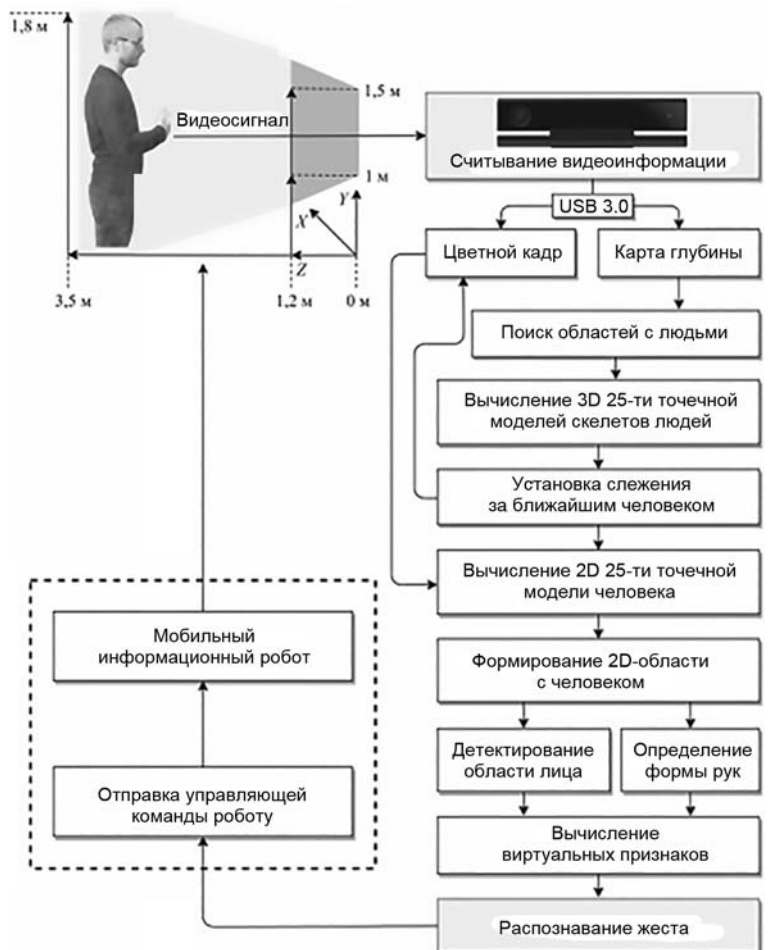 1,8 м
Видеосигнал
1,5 м
1 м
Y
X
Z
3,5 м
1,2 м
0 м
Считывание видеоинформации
USB 3.0
Цветной кадр
Карта глубины
Поиск областей с людьми
Вычисление 3D 25-ти точечной
моделей скелетов людей
Установка слежения
за ближайшим человеком
Вычисление 2D 25-ти точечной
модели человека
Формирование 2D-области
с человеком
Детектирование
области лица
Определение
формы рук
Вычисление
виртуальных признаков
Распознавание жеста
Мобильный
информационный робот
Отправка управляющей
команды роботу